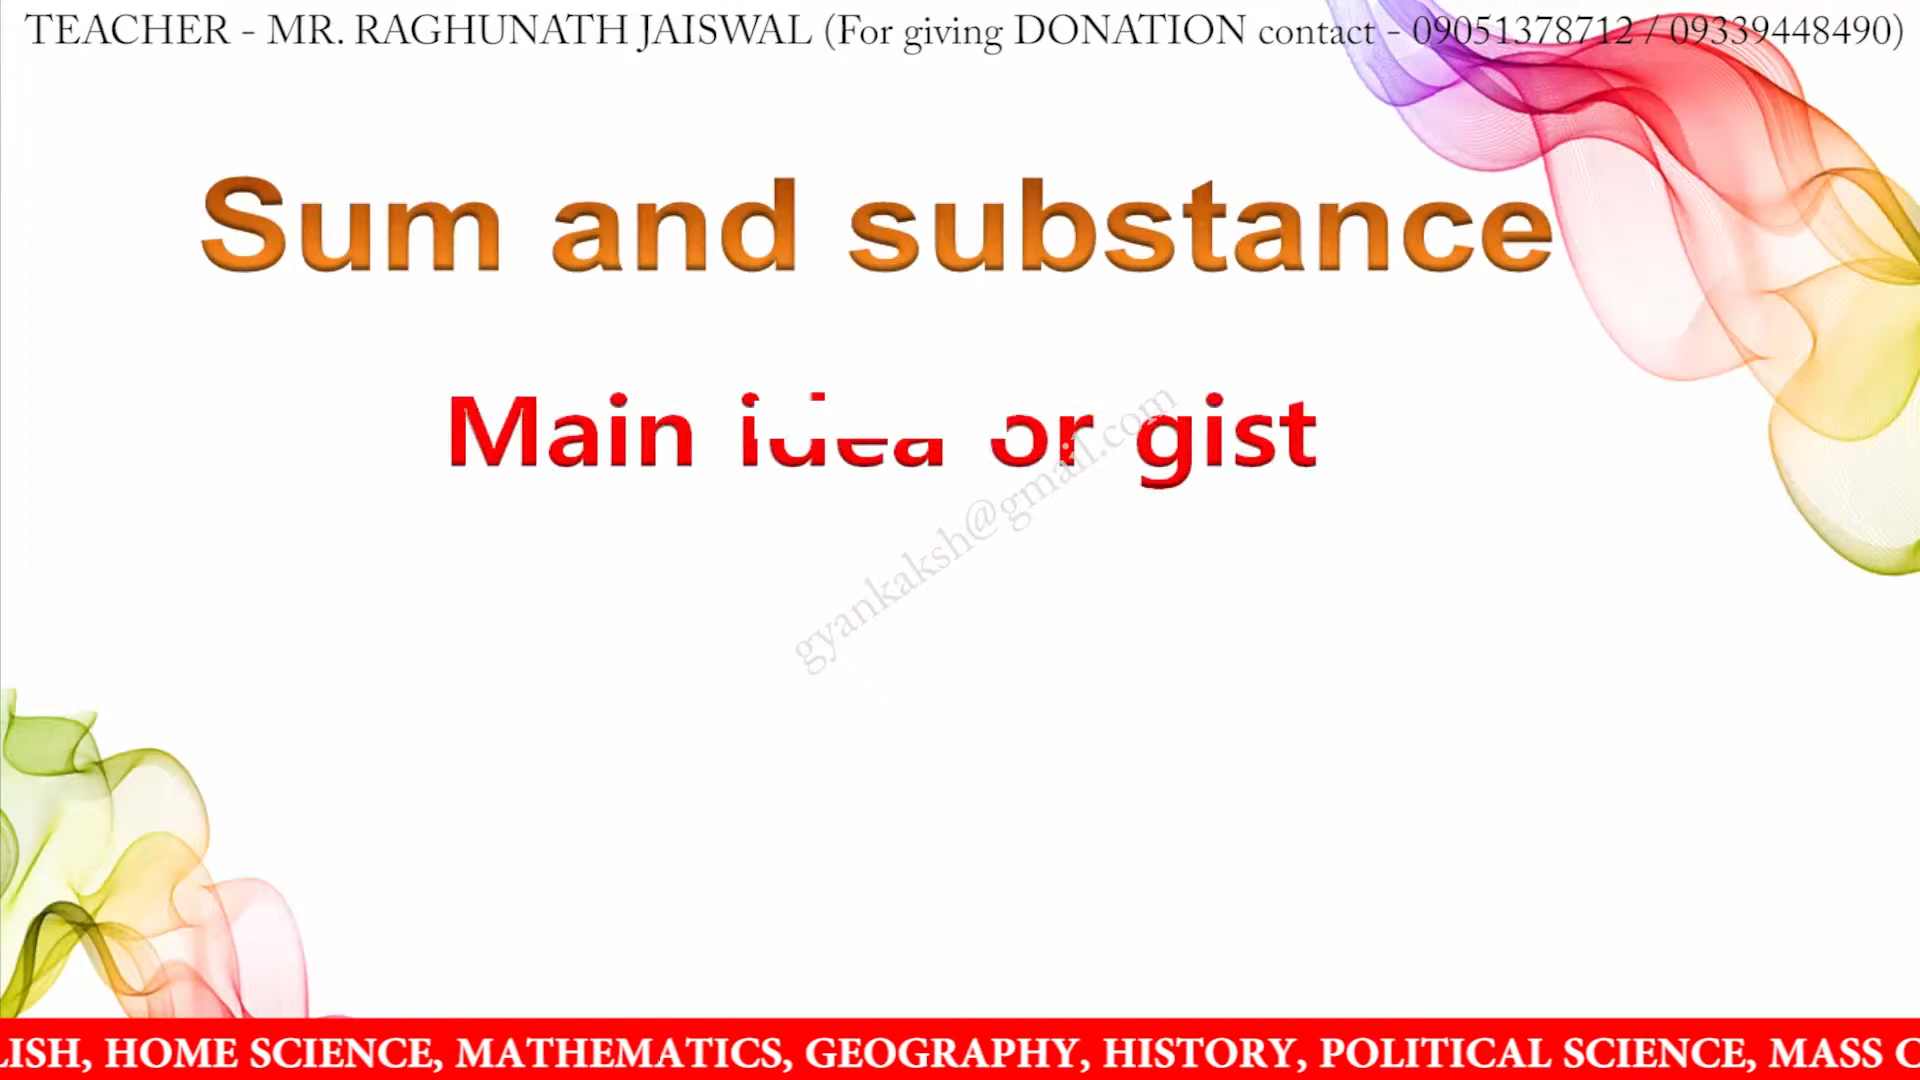 TEACHER - MR. RAGHUNATH JAISWAL (For giving DONATION contact - 09051378712 / 09339448490)
Sum and substance
Main idea or gist
gyankaksh@gmail.com
LISH, HOME SCIENCE, MATHEMATICS, GEOGRAPHY, HISTORY, POLITICAL SCIENCE, MASS C